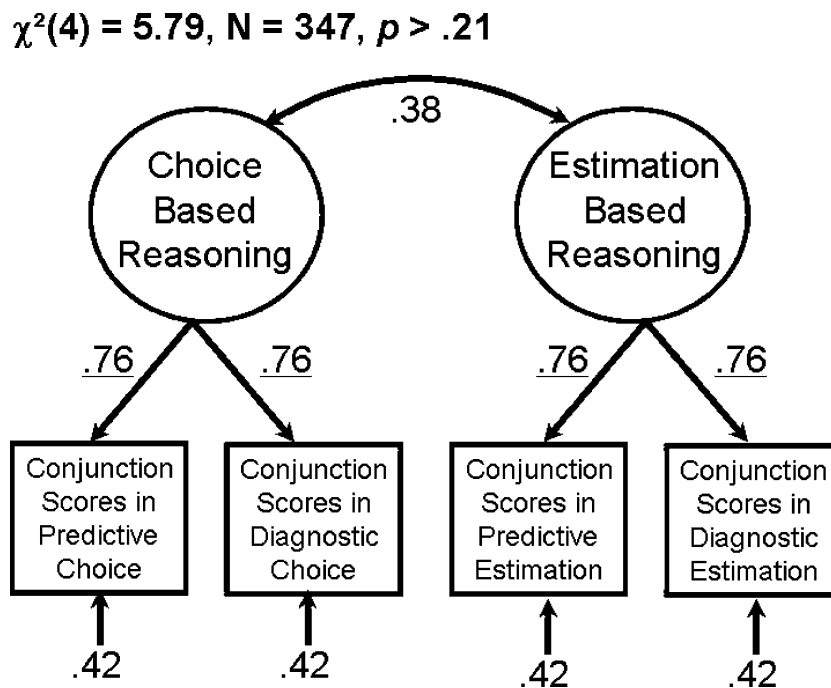 χ²(4) = 5.79, N = 347, p > .21
.38
Choice
Based
Reasoning
Estimation
Based
Reasoning
.76
.76
.76
.76
Conjunction
Scores in
Predictive
Choice
Conjunction
Scores in
Diagnostic
Choice
Conjunction
Scores in
Predictive
Estimation
Conjunction
Scores in
Diagnostic
Estimation
.42
.42
.42
.42